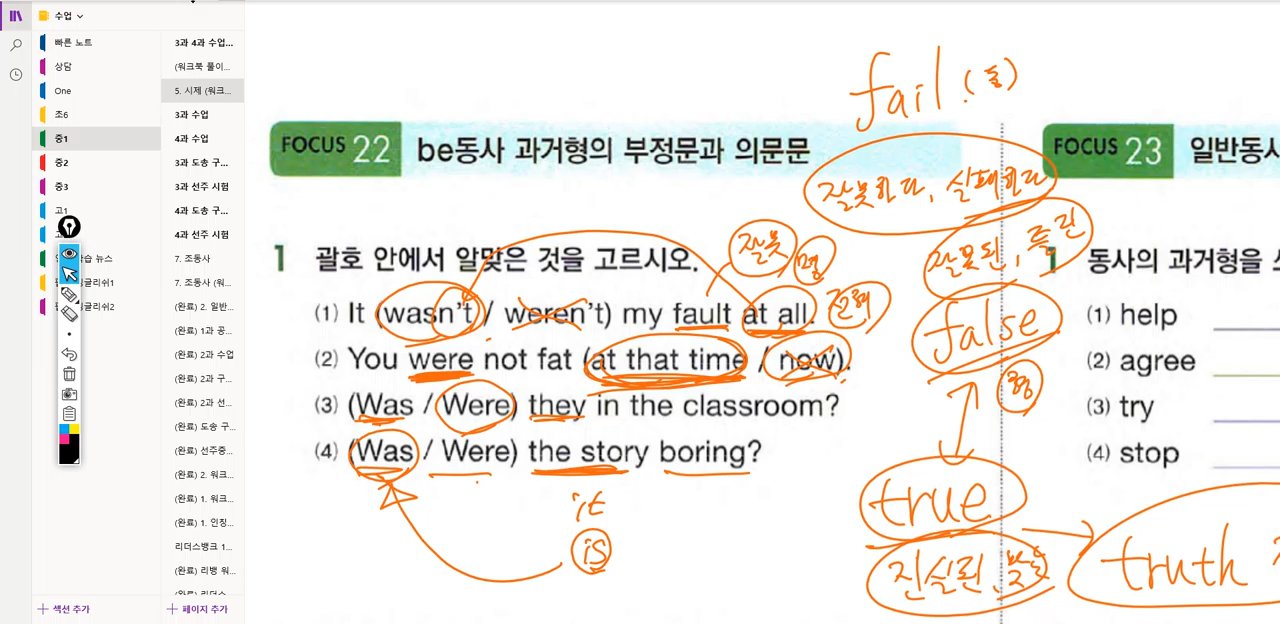 수업
빠른 노트
상담
One
초6
중1
중2
중3
고1
3과 4과 수업...
(워크북 풀이...
5. 시제 (워크...
3과 수업
4과 수업
3과 도송 구...
3과 선주 시험
4과 도송 구...
4과 선주 시험
7. 조동사
7. 조동사 (워...
(완료) 2. 일반...
(완료) 1과 공...
(완료) 2과 수업
(완료) 2과 구...
(완료) 2과 선...
(완료) 도송 구...
(완료) 선주중...
(완료) 2. 워크...
(완료) 1. 워크...
(완료) 1. 인칭...
리더스뱅크 1...
(완료) 리뱅 워...
섹션 추가
페이지 추가
fail (동)
FOCUS 22 be동사 과거형의 부정문과 의문문
잘못한다, 실패한다
1 괄호 안에서 알맞은 것을 고르시오.
잘못 명
(1) It (wasn't / weren't) my fault at all.
전혀
(2) You were not fat (at that time / now).
(3) (Was / Were) they in the classroom?
(4) (Was / Were) the story boring?
it
is
잘못된, 틀린
false
형
true
진실된,
truth
FOCUS 23 일반동사
1 동사의 과거형을
(1) help
(2) agree
(3) try
(4) stop